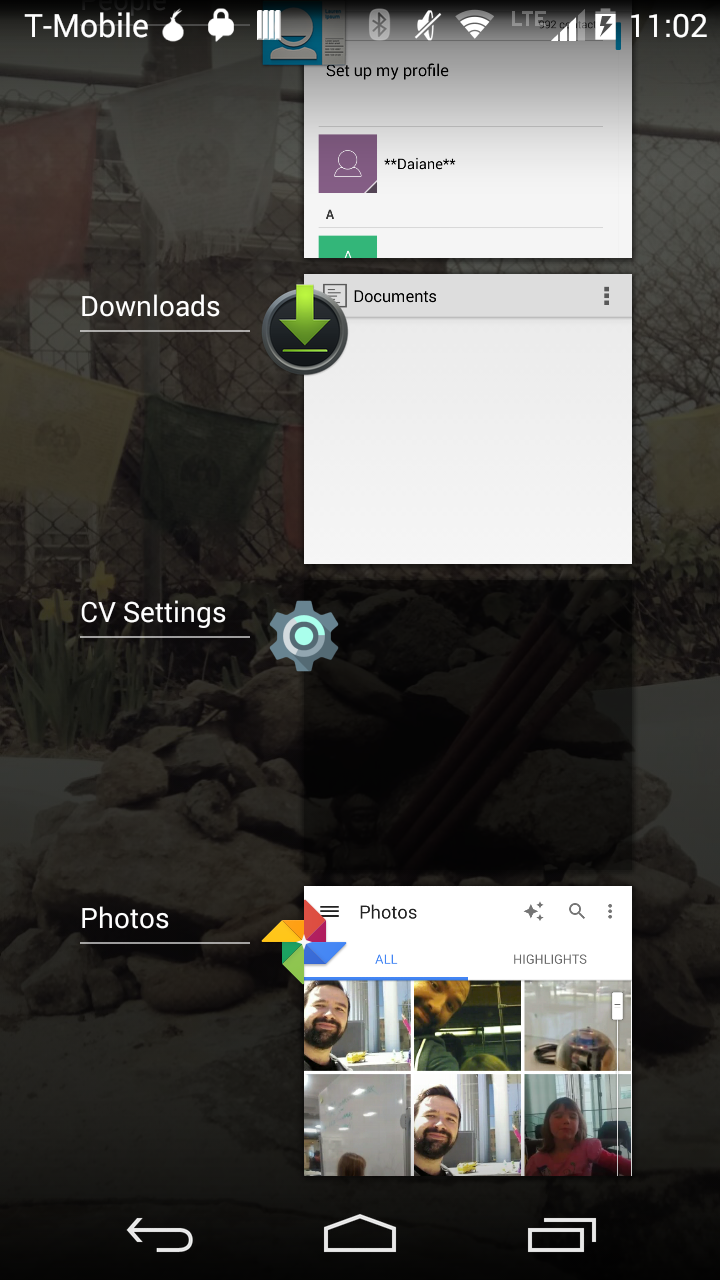 People
T-Mobile
LTE
11:02
Set up my profile
**Daiane**
A
A
Downloads
Documents
CV Settings
Photos
Photos
ALL
HIGHLIGHTS